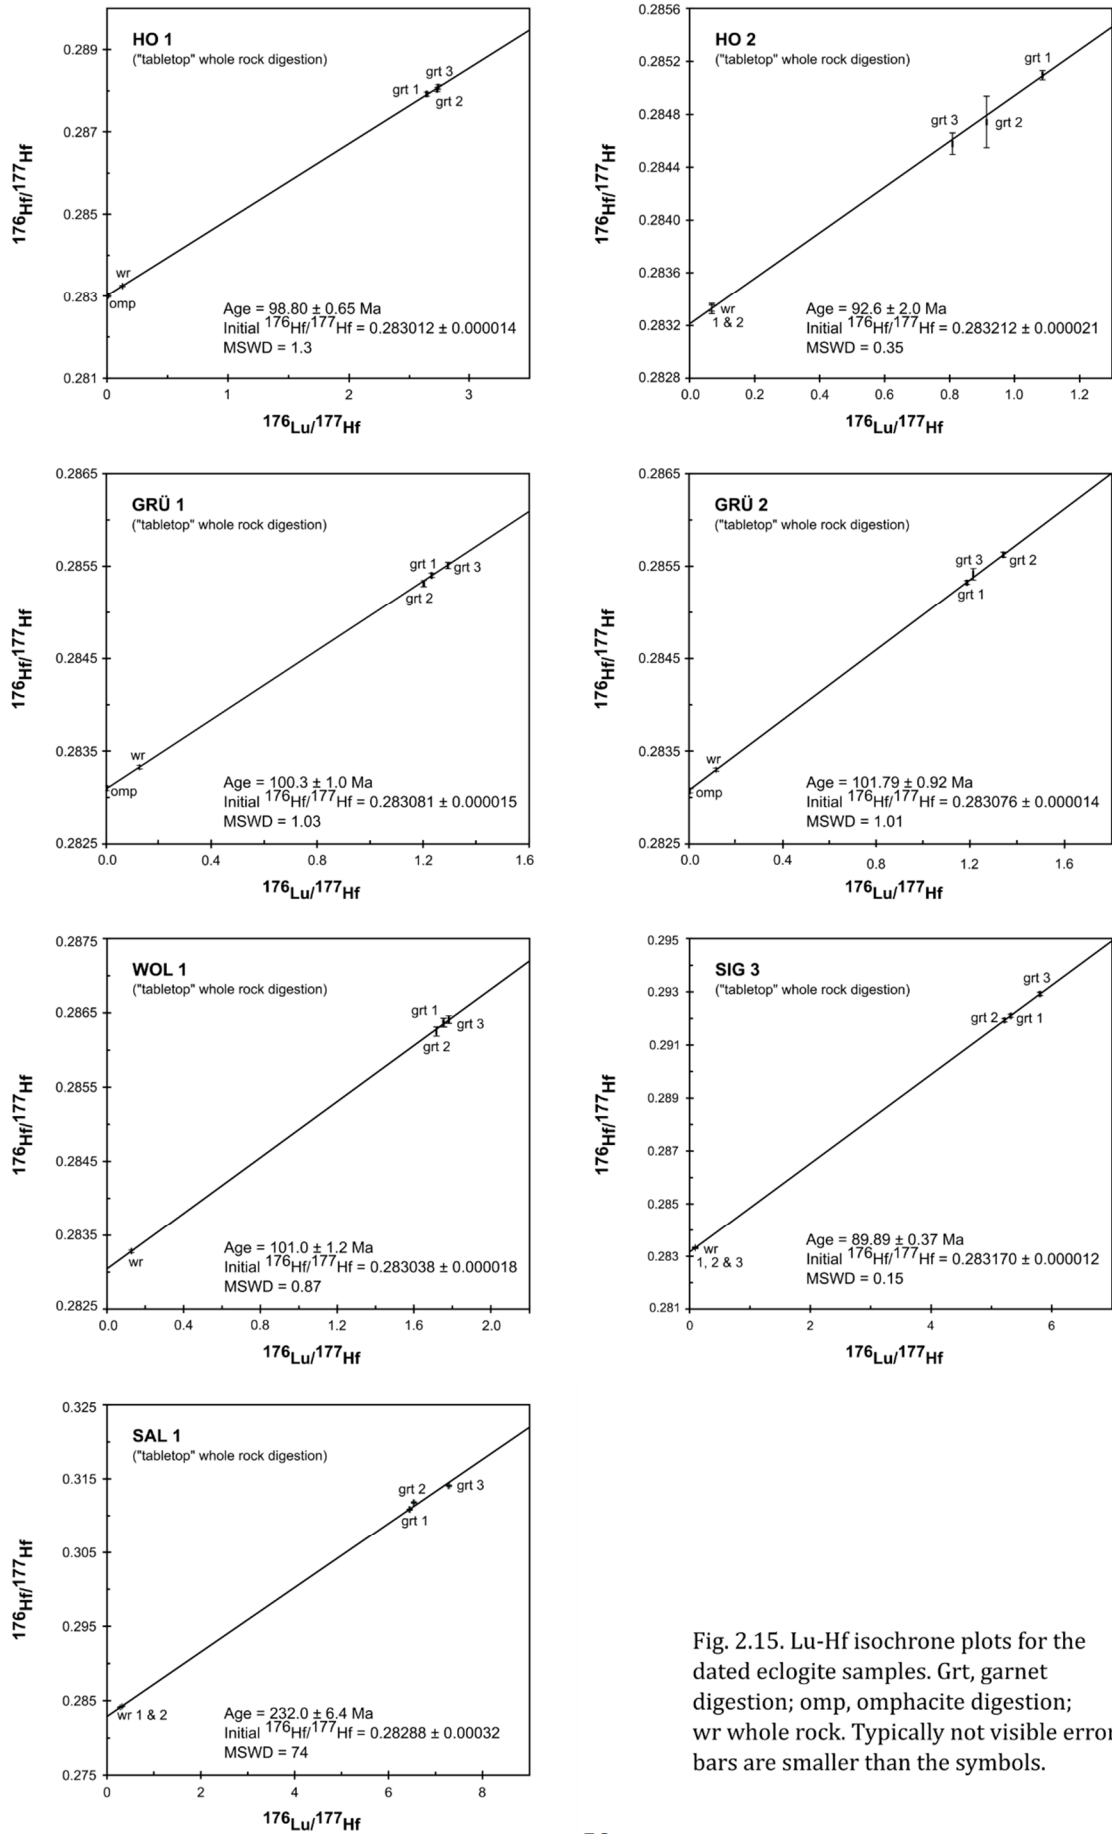 HO 1
("tabletop" whole rock digestion)
176Hf/177Hf
0.289
0.287
0.285
0.283
0.281
grt 3
grt 1
grt 2
wr
omp
Age = 98.80 ± 0.65 Ma
Initial 176Hf/177Hf = 0.283012 ± 0.000014
MSWD = 1.3
0 1 2 3
176Lu/177Hf
HO 2
("tabletop" whole rock digestion)
176Hf/177Hf
0.2856
0.2852
0.2848
0.2844
0.2840
0.2836
0.2832
0.2828
grt 1
grt 3
grt 2
wr
1 & 2
Age = 92.6 ± 2.0 Ma
Initial 176Hf/177Hf = 0.283212 ± 0.000021
MSWD = 0.35
0.0 0.2 0.4 0.6 0.8 1.0 1.2
176Lu/177Hf
GRÜ 1
("tabletop" whole rock digestion)
176Hf/177Hf
0.2865
0.2855
0.2845
0.2835
0.2825
grt 1
grt 3
grt 2
wr
omp
Age = 100.3 ± 1.0 Ma
Initial 176Hf/177Hf = 0.283081 ± 0.000015
MSWD = 1.03
0.0 0.4 0.8 1.2 1.6
176Lu/177Hf
GRÜ 2
("tabletop" whole rock digestion)
176Hf/177Hf
0.2865
0.2855
0.2845
0.2835
0.2825
grt 3
grt 2
grt 1
wr
omp
Age = 101.79 ± 0.92 Ma
Initial 176Hf/177Hf = 0.283076 ± 0.000014
MSWD = 1.01
0.0 0.4 0.8 1.2 1.6
176Lu/177Hf
WOL 1
("tabletop" whole rock digestion)
176Hf/177Hf
0.2875
0.2865
0.2855
0.2845
0.2835
0.2825
grt 1
grt 3
grt 2
wr
Age = 101.0 ± 1.2 Ma
Initial 176Hf/177Hf = 0.283038 ± 0.000018
MSWD = 0.87
0.0 0.4 0.8 1.2 1.6 2.0
176Lu/177Hf
SIG 3
("tabletop" whole rock digestion)
176Hf/177Hf
0.295
0.293
0.291
0.289
0.287
0.285
0.283
0.281
grt 3
grt 2
grt 1
wr
1, 2 & 3
Age = 89.89 ± 0.37 Ma
Initial 176Hf/177Hf = 0.283170 ± 0.000012
MSWD = 0.15
0 2 4 6
176Lu/177Hf
SAL 1
("tabletop" whole rock digestion)
176Hf/177Hf
0.325
0.315
0.305
0.295
0.285
0.275
grt 2
grt 3
grt 1
wr 1 & 2
Age = 232.0 ± 6.4 Ma
Initial 176Hf/177Hf = 0.28288 ± 0.00032
MSWD = 74
0 2 4 6 8
176Lu/177Hf
Fig. 2.15. Lu-Hf isochrone plots for the
dated eclogite samples. Grt, garnet
digestion; omp, omphacite digestion;
wr whole rock. Typically not visible error
bars are smaller than the symbols.